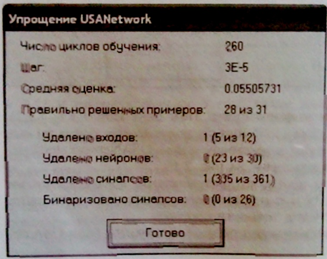 Упрощение USANetwork
Число циклов обучения: 260
Шаг: 3E-5
Средняя оценка: 0.05505731
Правильно решенных примеров: 28 из 31
Удалено входов: 1 (5 из 12)
Удалено нейронов: 0 (23 из 30)
Удалено синапсов: 1 (335 из 361)
Бинаризовано синапсов: 0 (0 из 26)
Готово